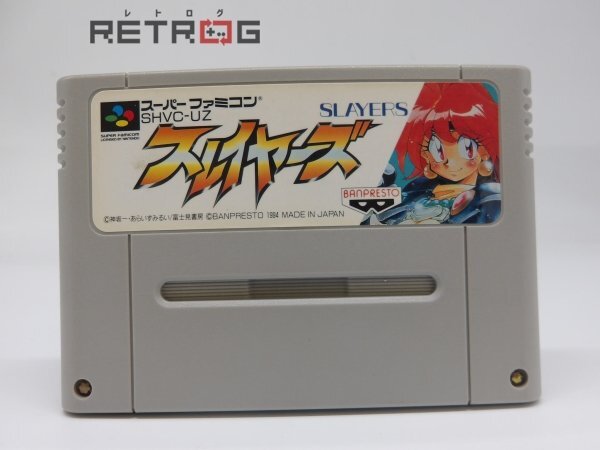 レトログ
RETROG
スーパーファミコン®
SHVC-UZ
SUPER FAMICOM
SLAYERS
スレイヤーズ
BANPRESTO
©神坂一・あらいずみるい/富士見書房 ©BANPRESTO 1994 MADE IN JAPAN